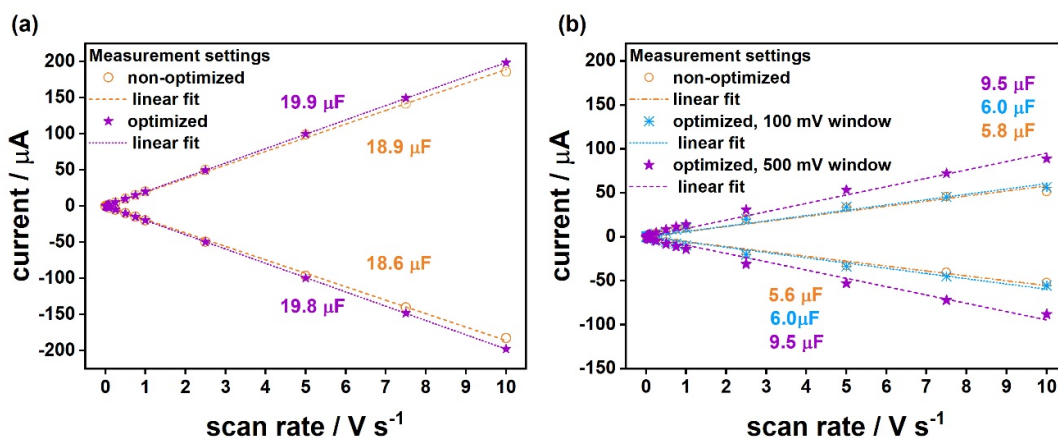 (a)
current / μA
200
150
100
50
0
-50
-100
-150
-200
Measurement settings
non-optimized
linear fit
optimized
linear fit
19.9 μF
18.9 μF
18.6 μF
19.8 μF
0 1 2 3 4 5 6 7 8 9 10
scan rate / V s⁻¹
(b)
current / μA
200
150
100
50
0
-50
-100
-150
Measurement settings
non-optimized
linear fit
optimized, 100 mV window
linear fit
optimized, 500 mV window
linear fit
9.5 μF
6.0 μF
5.8 μF
5.6 μF
6.0μF
9.5 μF
0 1 2 3 4 5 6 7 8 9 10
scan rate / V s⁻¹